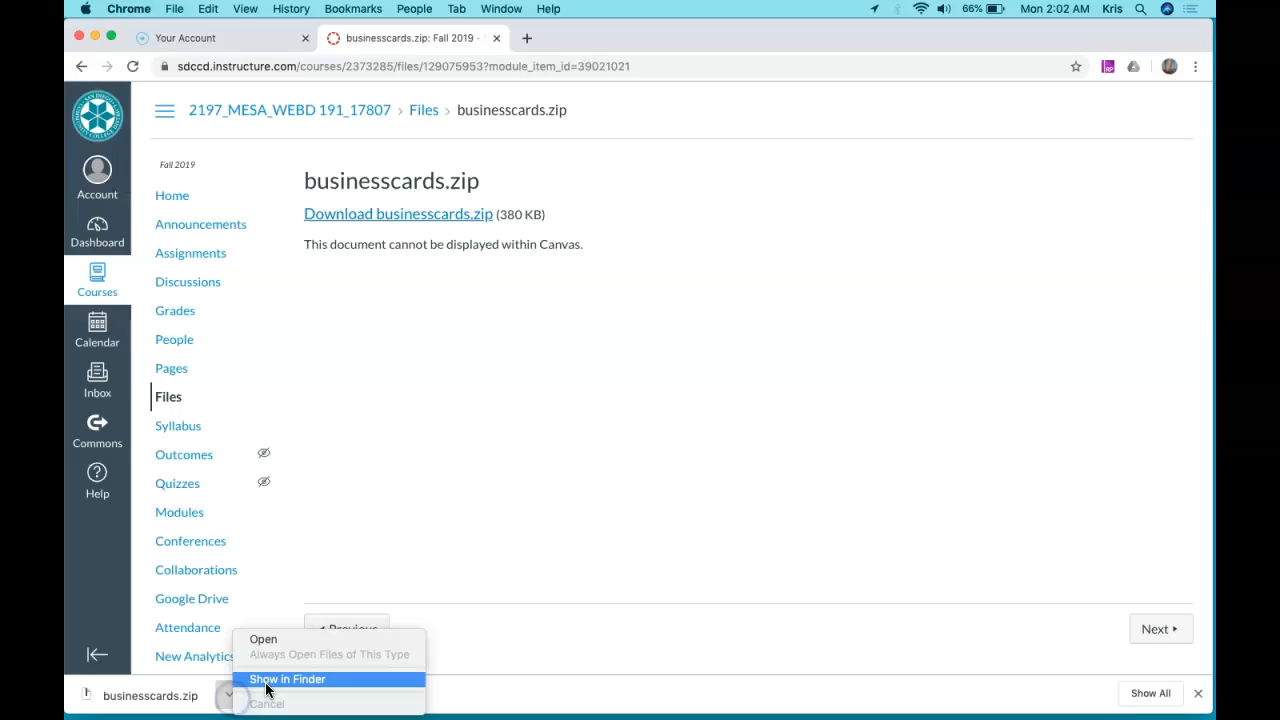 Chrome File Edit View History Bookmarks People Tab Window Help 66% Mon 2:02 AM Kris
Your Account businesscards.zip: Fall 2019 -
sdccd.instructure.com/courses/2373285/files/129075953?module_item_id=39021021
2197_MESA_WEBD 191_17807 › Files › businesscards.zip
Account
Dashboard
Courses
Calendar
Inbox
Commons
Help
Fall 2019
Home
Announcements
Assignments
Discussions
Grades
People
Pages
Files
Syllabus
Outcomes
Quizzes
Modules
Conferences
Collaborations
Google Drive
Attendance
New Analytics
businesscards.zip
Download businesscards.zip (380 KB)
This document cannot be displayed within Canvas.
Previous
Next
Open
Always Open Files of This Type
Show in Finder
Cancel
businesscards.zip
Show All